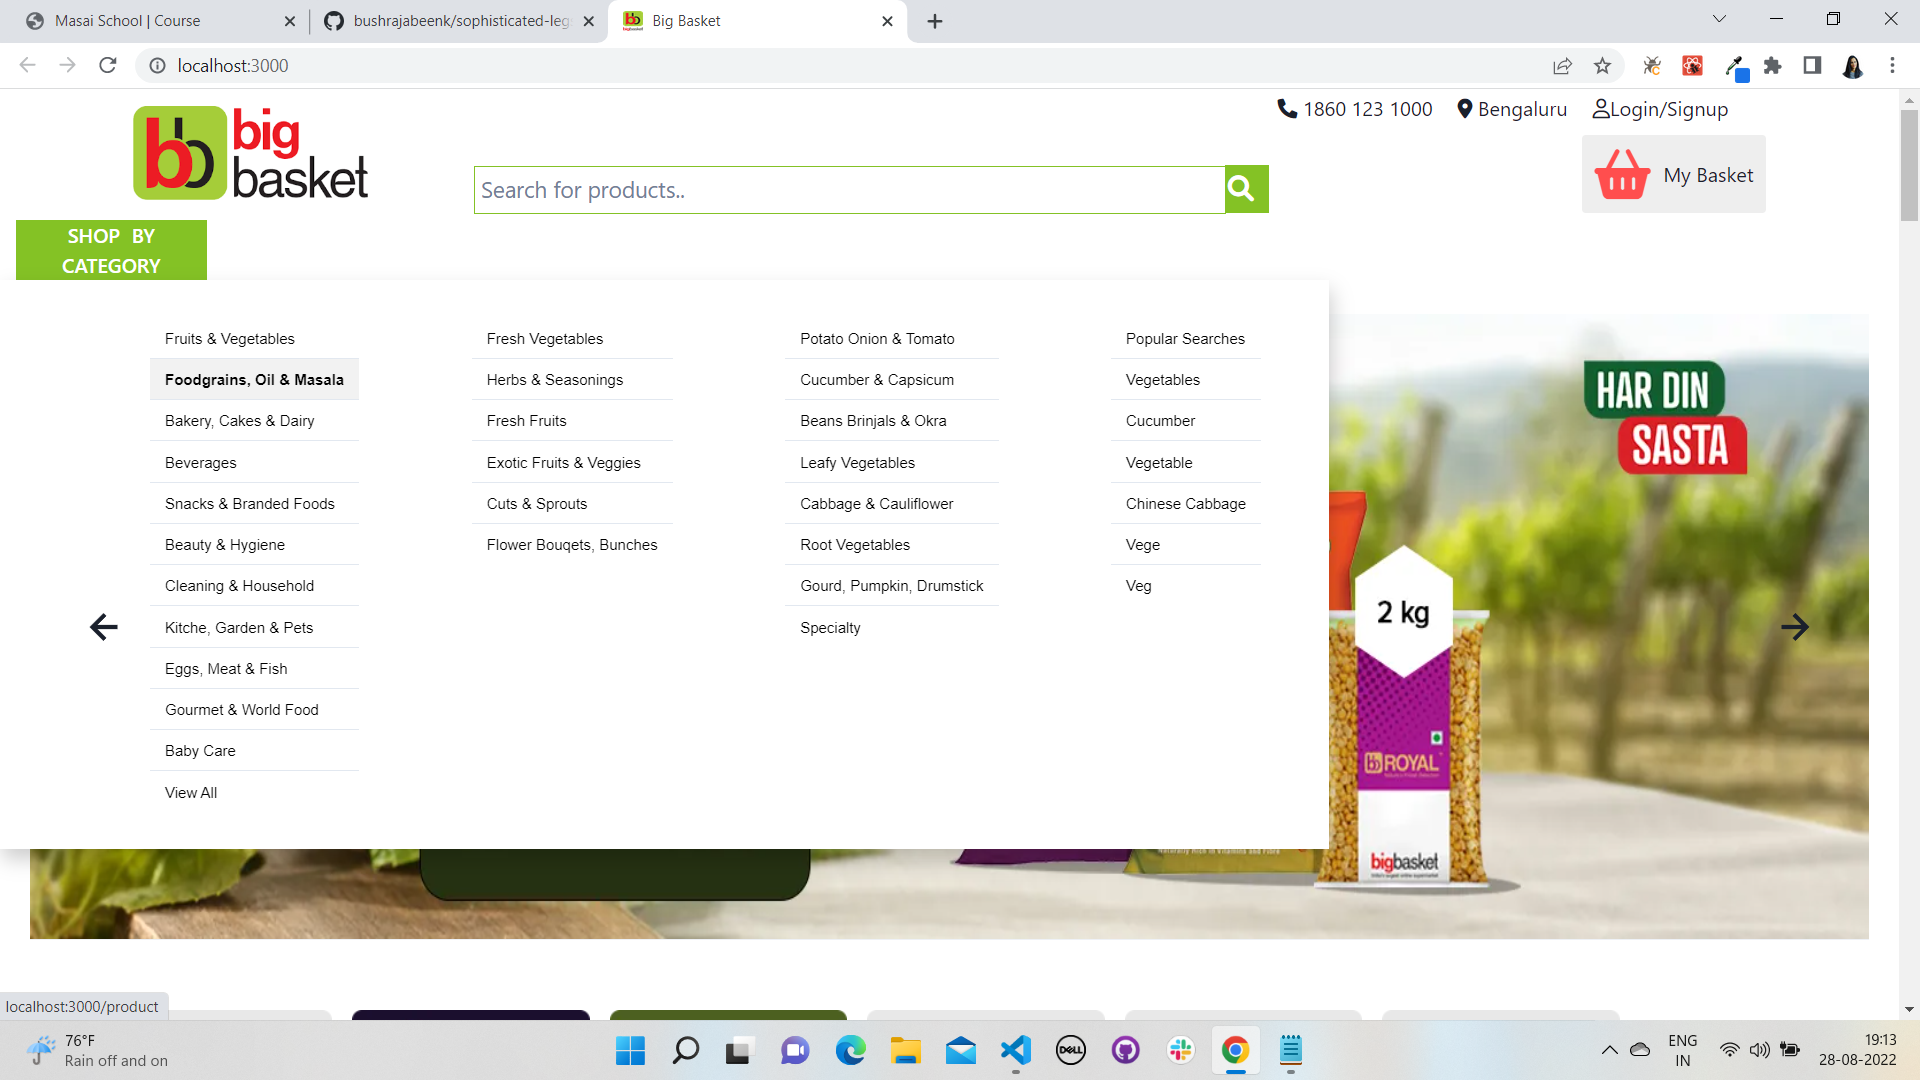 Masai School | Course
bushrajabeenk/sophisticated-leg
Big Basket
localhost:3000
big
basket
1860 123 1000
Bengaluru
Login/Signup
Search for products..
My Basket
SHOP BY
CATEGORY
Fruits & Vegetables
Foodgrains, Oil & Masala
Bakery, Cakes & Dairy
Beverages
Snacks & Branded Foods
Beauty & Hygiene
Cleaning & Household
Kitche, Garden & Pets
Eggs, Meat & Fish
Gourmet & World Food
Baby Care
View All
Fresh Vegetables
Herbs & Seasonings
Fresh Fruits
Exotic Fruits & Veggies
Cuts & Sprouts
Flower Bouqets, Bunches
Potato Onion & Tomato
Cucumber & Capsicum
Beans Brinjals & Okra
Leafy Vegetables
Cabbage & Cauliflower
Root Vegetables
Gourd, Pumpkin, Drumstick
Specialty
Popular Searches
Vegetables
Cucumber
Vegetable
Chinese Cabbage
Vege
Veg
HAR DIN
SASTA
2 kg
bb ROYAL
bigbasket
localhost:3000/product
76°F
Rain off and on
DELL
ENG
IN
19:13
28-08-2022